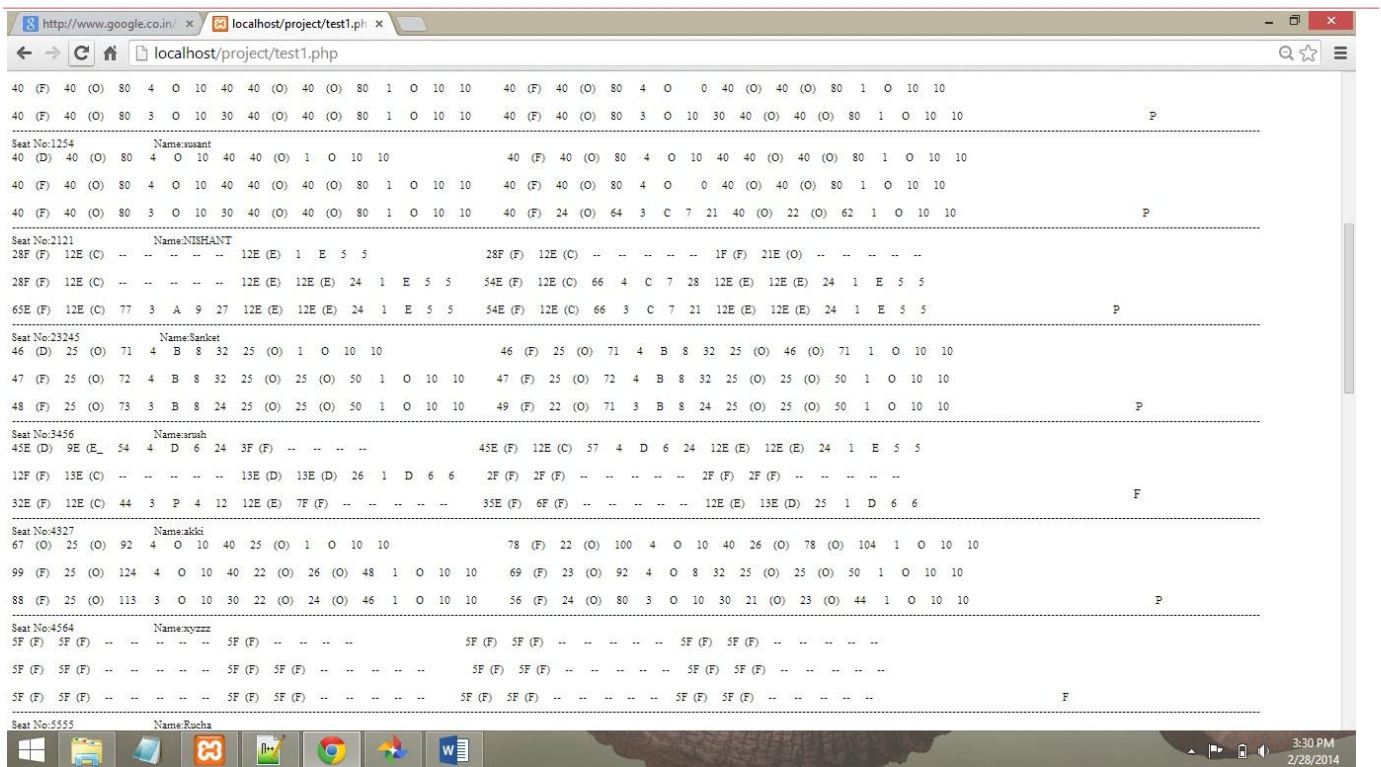 http://www.google.co.in/ × localhost/project/test1.ph ×
localhost/project/test1.php
40 (F) 40 (O) 80 4 O 10 40 40 (O) 40 (O) 80 1 O 10 10 40 (F) 40 (O) 80 4 O 0 40 (O) 40 (O) 80 1 O 10 10
40 (F) 40 (O) 80 3 O 10 30 40 (O) 40 (O) 80 1 O 10 10 40 (F) 40 (O) 80 3 O 10 30 40 (O) 40 (O) 80 1 O 10 10 P
Seat No:1254 Name:susant
40 (D) 40 (O) 80 4 O 10 40 40 (O) 1 O 10 10 40 (F) 40 (O) 80 4 O 10 40 40 (O) 40 (O) 80 1 O 10 10
40 (F) 40 (O) 80 4 O 10 40 40 (O) 40 (O) 80 1 O 10 10 40 (F) 40 (O) 80 4 O 0 40 (O) 40 (O) 80 1 O 10 10
40 (F) 40 (O) 80 3 O 10 30 40 (O) 40 (O) 80 1 O 10 10 40 (F) 24 (O) 64 3 C 7 21 40 (O) 22 (O) 62 1 O 10 10 P
Seat No:2121 Name:NISHANT
28F (F) 12E (C) -- -- -- -- -- 12E (E) 1 E 5 5 28F (F) 12E (C) -- -- -- -- -- 1F (F) 21E (O) -- -- -- -- --
28F (F) 12E (C) -- -- -- -- -- 12E (E) 12E (E) 24 1 E 5 5 54E (F) 12E (C) 66 4 C 7 28 12E (E) 12E (E) 24 1 E 5 5
65E (F) 12E (C) 77 3 A 9 27 12E (E) 12E (E) 24 1 E 5 5 54E (F) 12E (C) 66 3 C 7 21 12E (E) 12E (E) 24 1 E 5 5 P
Seat No:23245 Name:Sanket
46 (D) 25 (O) 71 4 B 8 32 25 (O) 1 O 10 10 46 (F) 25 (O) 71 4 B 8 32 25 (O) 46 (O) 71 1 O 10 10
47 (F) 25 (O) 72 4 B 8 32 25 (O) 25 (O) 50 1 O 10 10 47 (F) 25 (O) 72 4 B 8 32 25 (O) 25 (O) 50 1 O 10 10
48 (F) 25 (O) 73 3 B 8 24 25 (O) 25 (O) 50 1 O 10 10 49 (F) 22 (O) 71 3 B 8 24 25 (O) 25 (O) 50 1 O 10 10 P
Seat No:3456 Name:srush
45E (D) 9E (E_ 54 4 D 6 24 3F (F) -- -- -- -- 45E (F) 12E (C) 57 4 D 6 24 12E (E) 12E (E) 24 1 E 5 5
12F (F) 13E (C) -- -- -- -- -- 13E (D) 13E (D) 26 1 D 6 6 2F (F) 2F (F) -- -- -- -- -- 2F (F) 2F (F) -- -- -- -- --
32E (F) 12E (C) 44 3 P 4 12 12E (E) 7F (F) -- -- -- -- -- 35E (F) 6F (F) -- -- -- -- -- 12E (E) 13E (D) 25 1 D 6 6 F
Seat No:4327 Name:akki
67 (O) 25 (O) 92 4 O 10 40 25 (O) 1 O 10 10 78 (F) 22 (O) 100 4 O 10 40 26 (O) 78 (O) 104 1 O 10 10
99 (F) 25 (O) 124 4 O 10 40 22 (O) 26 (O) 48 1 O 10 10 69 (F) 23 (O) 92 4 O 8 32 25 (O) 25 (O) 50 1 O 10 10
88 (F) 25 (O) 113 3 O 10 30 22 (O) 24 (O) 46 1 O 10 10 56 (F) 24 (O) 80 3 O 10 30 21 (O) 23 (O) 44 1 O 10 10 P
Seat No:4564 Name:xyzzz
5F (F) 5F (F) -- -- -- -- -- 5F (F) -- -- -- -- 5F (F) 5F (F) -- -- -- -- -- 5F (F) 5F (F) -- -- -- -- --
5F (F) 5F (F) -- -- -- -- -- 5F (F) 5F (F) -- -- -- -- -- 5F (F) 5F (F) -- -- -- -- -- 5F (F) 5F (F) -- -- -- -- --
5F (F) 5F (F) -- -- -- -- -- 5F (F) 5F (F) -- -- -- -- -- 5F (F) 5F (F) -- -- -- -- -- 5F (F) 5F (F) -- -- -- -- -- F
Seat No:5555 Name:Rucha
3:30 PM
2/28/2014